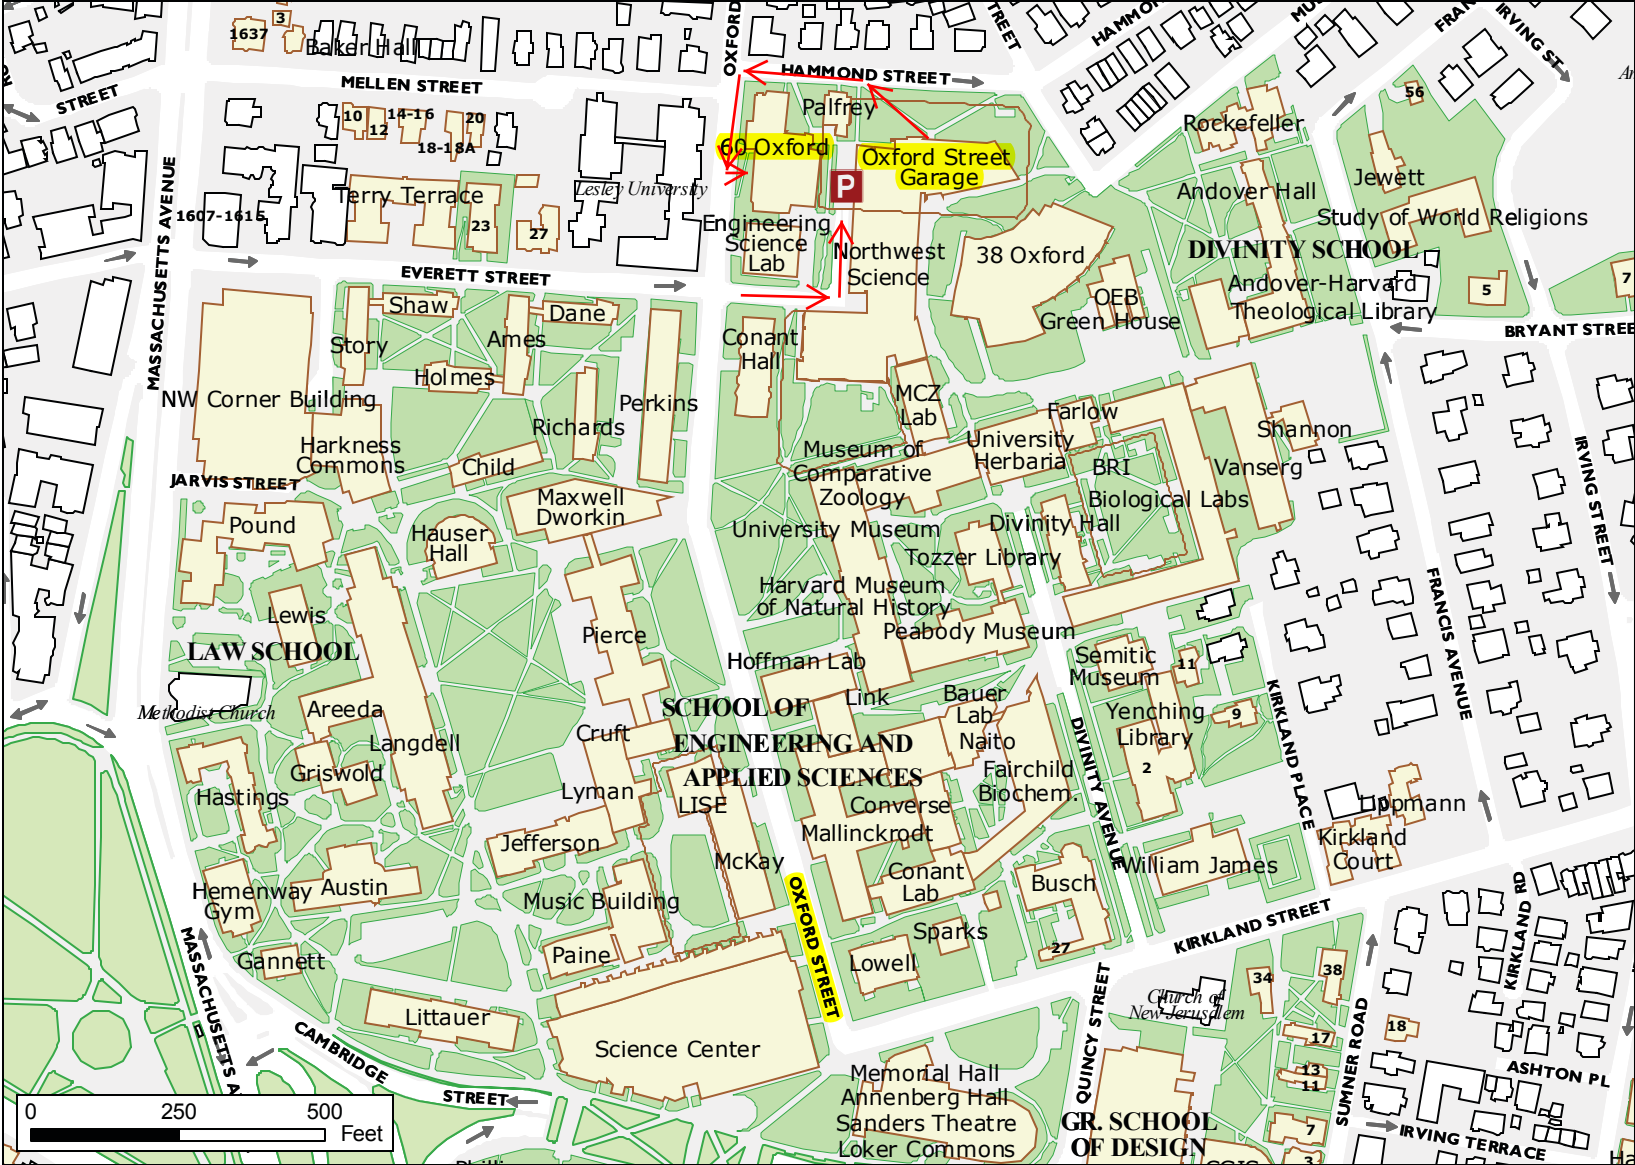 1637
3
Baker Hall
OXFORD
STREET
HAMMO
MU
FRAN
IRVING ST.
STREET
MELLEN STREET
HAMMOND STREET
10
12
14-16
18-18A
20
Palfrey
60 Oxford
Oxford Street
Garage
P
Rockefeller
56
Jewett
Andover Hall
Study of World Religions
DIVINITY SCHOOL
Andover-Harvard
Theological Library
5
7
BRYANT STREE
MASSACHUSETTS AVENUE
Terry Terrace
1607-1615
23
27
Lesley University
Engineering
Science
Lab
Northwest
Science
38 Oxford
OEB
Green House
EVERETT STREET
Shaw
Dane
Story
Ames
Holmes
Conant
Hall
NW Corner Building
Harkness
Commons
Richards
Perkins
Child
MCZ
Lab
Farlow
University
Herbaria
Shannon
BRI
Vanserg
Biological Labs
Museum of
Comparative
Zoology
JARVIS STREET
Maxwell
Dworkin
Pound
Hauser
Hall
University Museum
Divinity Hall
Tozzer Library
IRVING STREET
Harvard Museum
of Natural History
Peabody Museum
FRANCIS AVENUE
Lewis
LAW SCHOOL
Pierce
Hoffman Lab
Semitic
Museum
11
Methodist Church
Areeda
Langdell
Cruft
SCHOOL OF
ENGINEERING AND
APPLIED SCIENCES
Link
Bauer
Lab
Naito
Yenching
Library
9
2
KIRKLAND PLACE
DIVINITY AVENUE
Griswold
Hastings
Lyman
LISE
Fairchild
Biochem.
Converse
Mallinckrodt
Lippmann
Kirkland
Court
Jefferson
McKay
Conant
Lab
William James
Hemenway
Gym
Austin
Music Building
OXFORD STREET
Busch
27
KIRKLAND STREET
KIRKLAND RD
Gannett
Paine
Lowell
Sparks
34
38
Church of
New Jerusalem
MASSACHUSETTS A
CAMBRIDGE
STREET
Littauer
Science Center
QUINCY STREET
SUMNER ROAD
18
17
13
11
7
3
ASHTON PL
IRVING TERRACE
Memorial Hall
Annenberg Hall
Sanders Theatre
Loker Commons
GR. SCHOOL
OF DESIGN
0 250 500
Feet